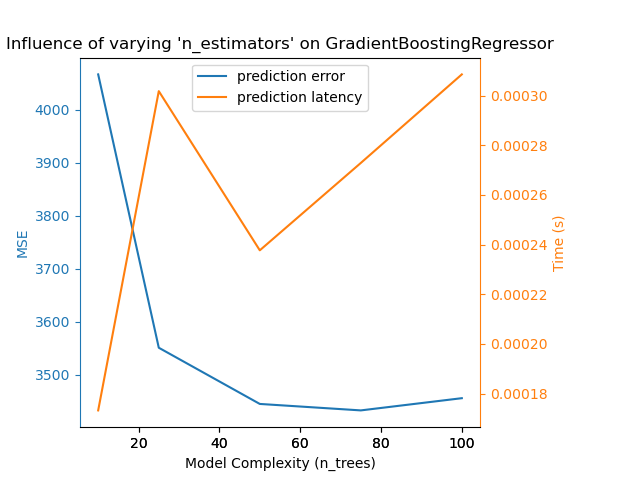 Influence of varying 'n_estimators' on GradientBoostingRegressor
prediction error
prediction latency
MSE
4000
3900
3800
3700
3600
3500
0.00030
0.00028
0.00026
0.00024
0.00022
0.00020
0.00018
Time (s)
20 40 60 80 100
Model Complexity (n_trees)